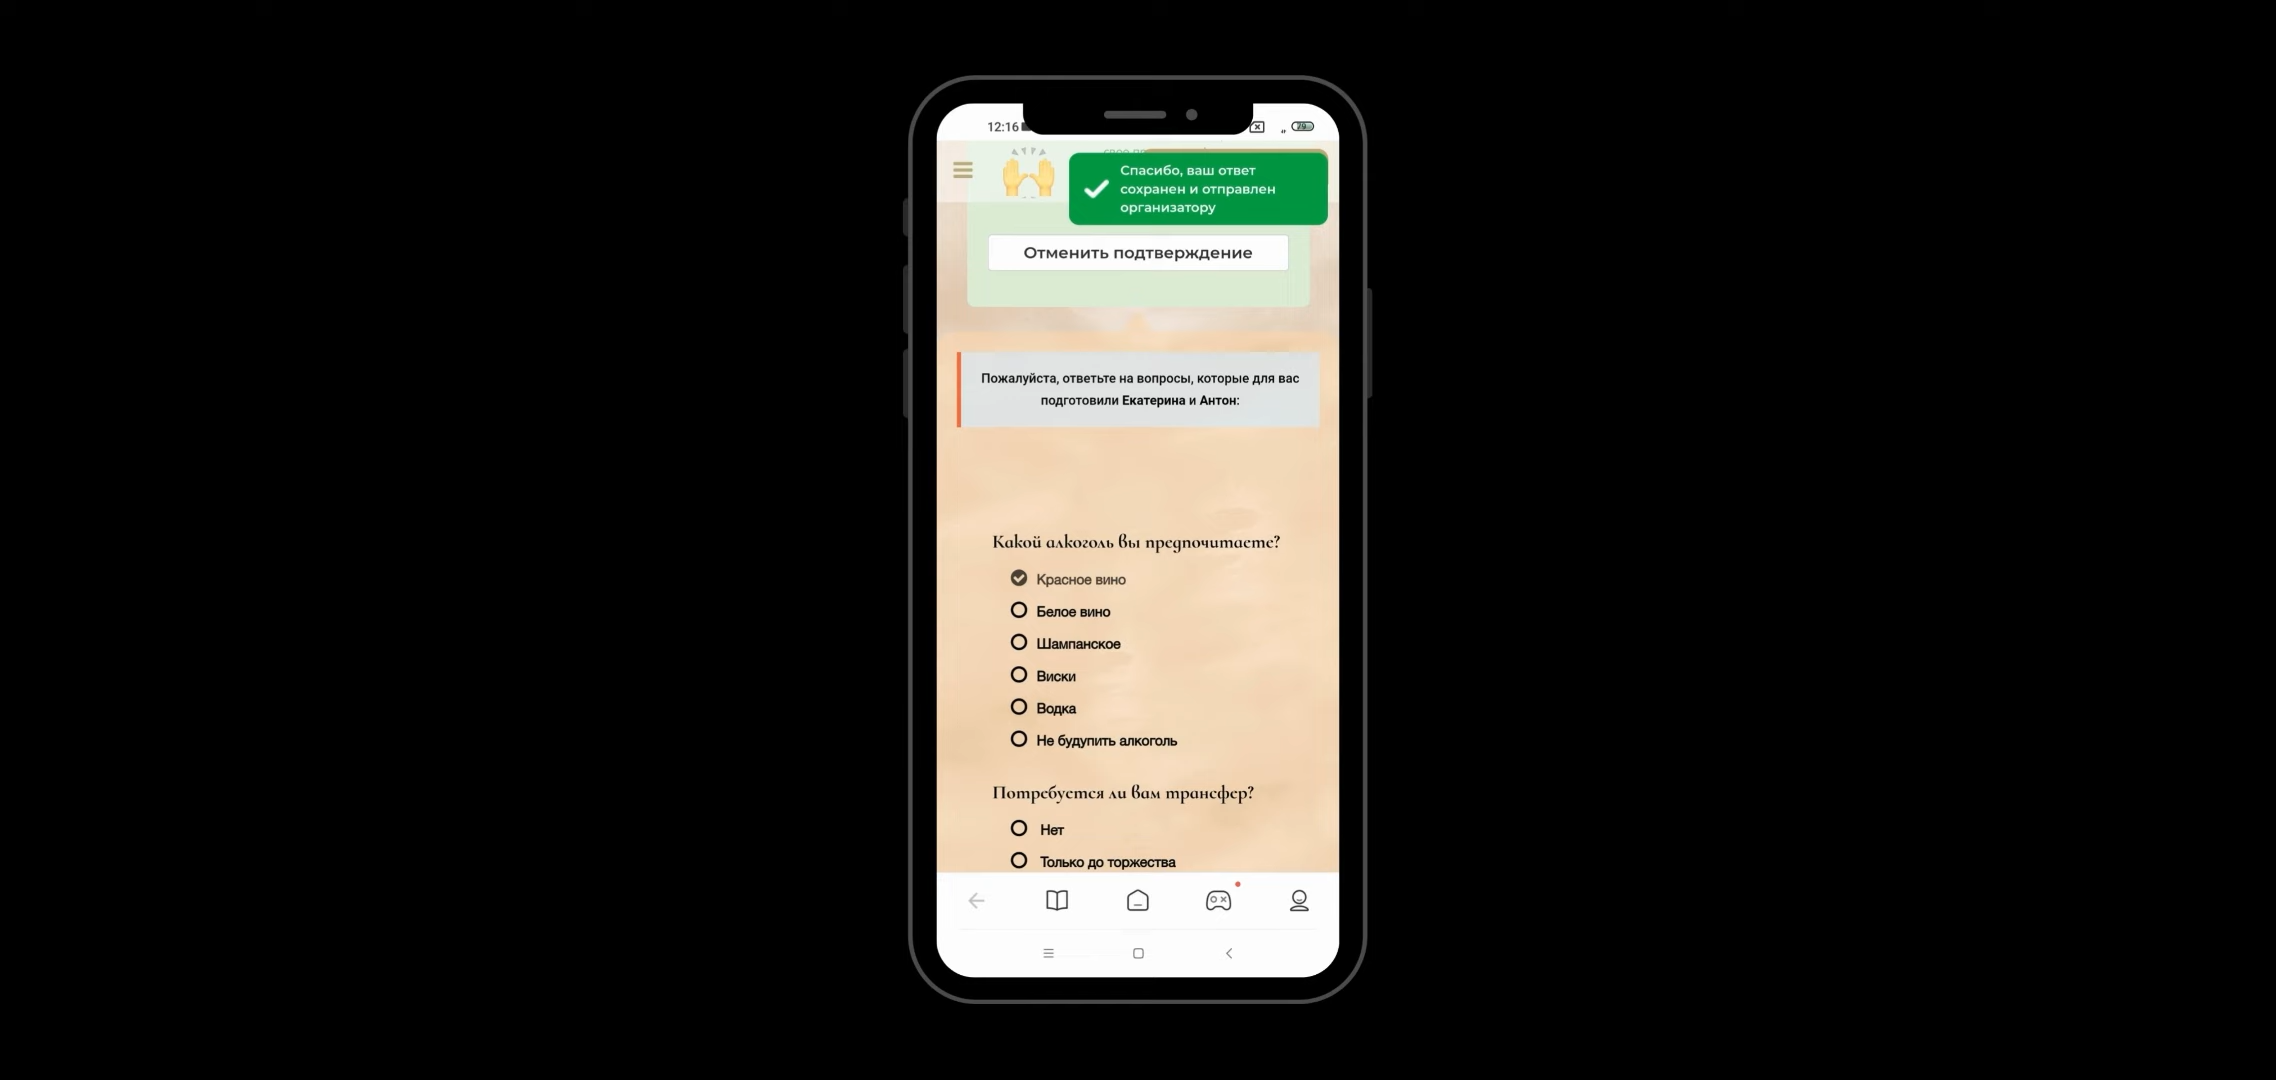 12:16
Спасибо, ваш ответ
сохранен и отправлен
организатору
Отменить подтверждение
Пожалуйста, ответьте на вопросы, которые для вас
подготовили Екатерина и Антон:
Какой алкоголь вы предпочитаете?
Красное вино
Белое вино
Шампанское
Виски
Водка
Не будупить алкоголь
Потребуется ли вам трансфер?
Нет
Только до торжества